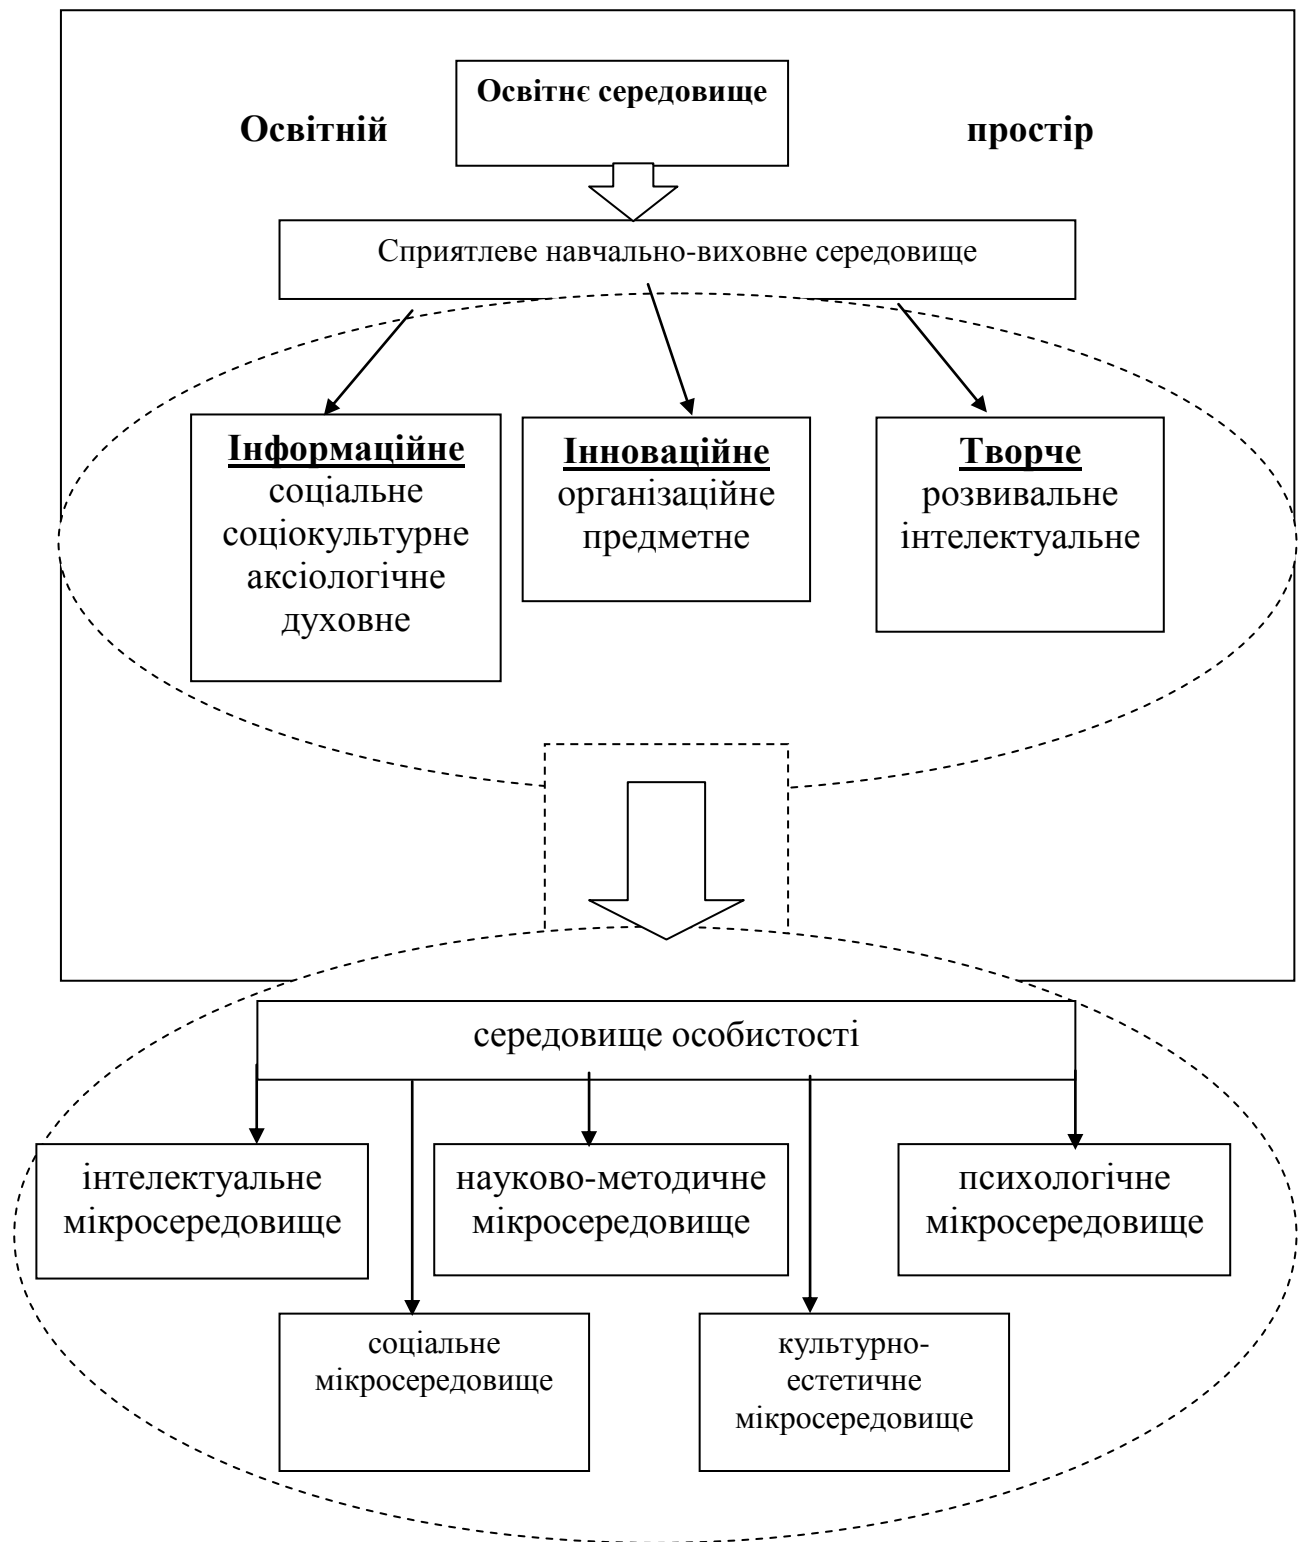 Освітнє середовище
Освітній простір
Сприятлеве навчально-виховне середовище
Інформаційне
соціальне
соціокультурне
аксіологічне
духовне
Інноваційне
організаційне
предметне
Творче
розвивальне
інтелектуальне
середовище особистості
інтелектуальне
мікросередовище
науково-методичне
мікросередовище
психологічне
мікросередовище
соціальне
мікросередовище
культурно-
естетичне
мікросередовище